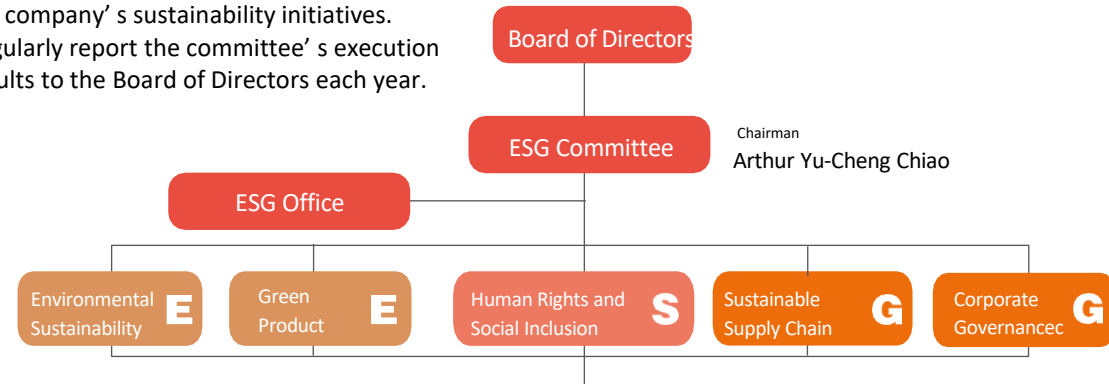 company’ s sustainability initiatives.
gularly report the committee’ s execution
ults to the Board of Directors each year.
Board of Directors
ESG Committee
Chairman
Arthur Yu-Cheng Chiao
ESG Office
Environmental
Sustainability
E
Green
Product
E
Human Rights and
Social Inclusion
S
Sustainable
Supply Chain
G
Corporate
Governancec
G